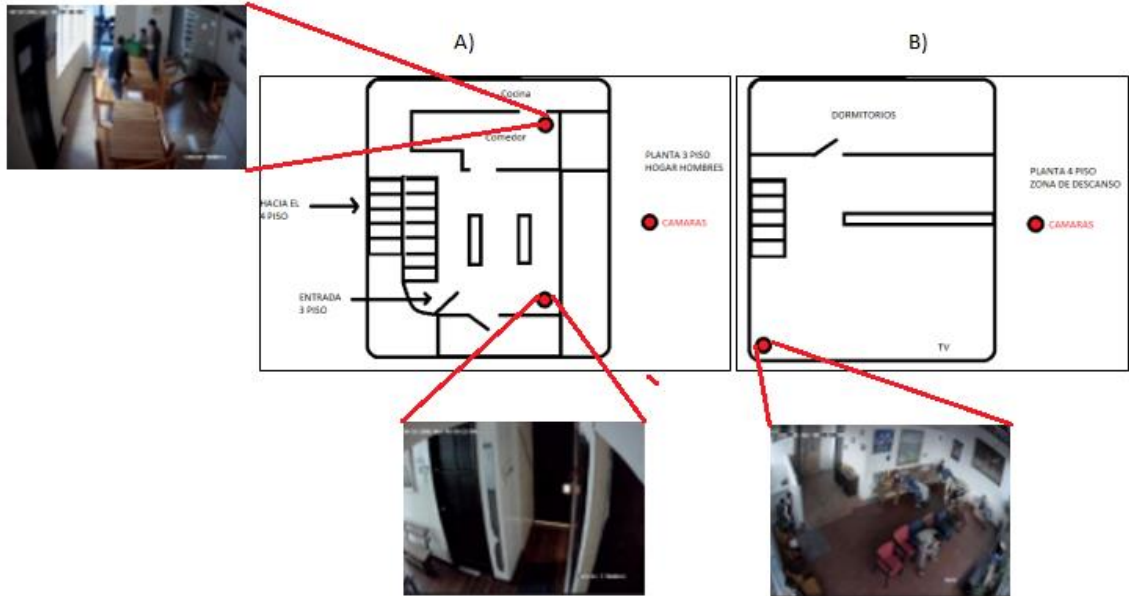 A)
B)
Cocina
Comedor
DORMITORIOS
PLANTA 3 PISO
HOGAR HOMBRES
PLANTA 4 PISO
ZONA DE DESCANSO
HACIA EL
4 PISO
CAMARAS
CAMARAS
ENTRADA
3 PISO
TV